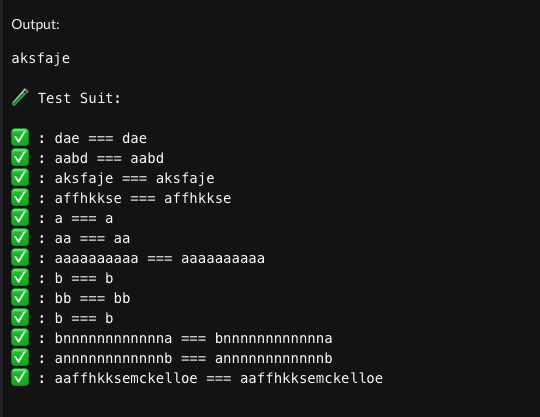 Output:
aksfaje
Test Suit:
: dae === dae
: aabd === aabd
: aksfaje === aksfaje
: affhkkse === affhkkse
: a === a
: aa === aa
: aaaaaaaaaa === aaaaaaaaaa
: b === b
: bb === bb
: b === b
: bnnnnnnnnnnnna === bnnnnnnnnnnnna
: annnnnnnnnnnnb === annnnnnnnnnnnb
: aaffhkksemckelloe === aaffhkksemckelloe